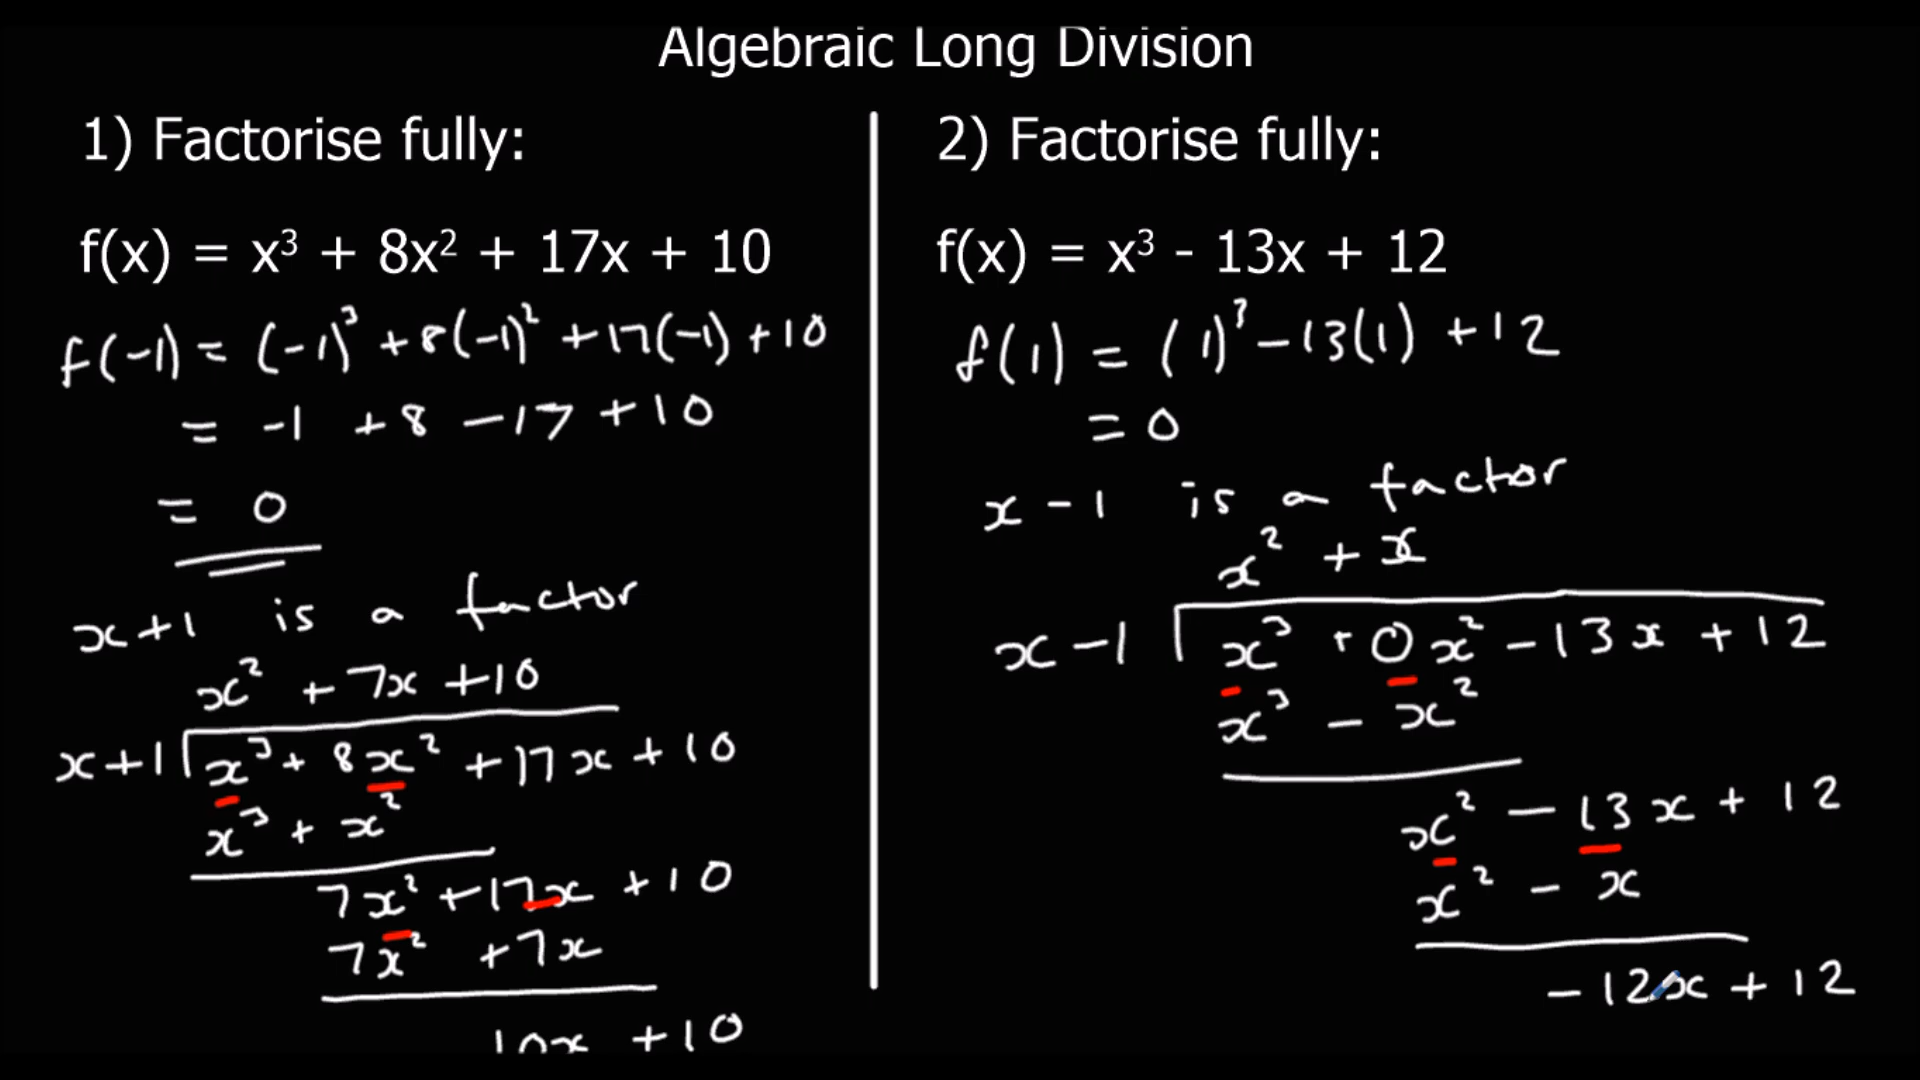 Algebraic Long Division
1) Factorise fully:
f(x) = x³ + 8x² + 17x + 10
f(-1) = (-1)³ + 8(-1)² + 17(-1) + 10
= -1 + 8 - 17 + 10
= 0
x+1 is a factor
x² + 7x + 10
x+1 x³ + 8x² + 17x + 10
x³ + x²
7x² + 17x + 10
7x² + 7x
10x + 10
2) Factorise fully:
f(x) = x³ - 13x + 12
f(1) = (1)³ - 13(1) + 12
= 0
x - 1 is a factor
x² + x
x - 1 x³ + 0x² - 13x + 12
x³ - x²
x² - 13x + 12
x² - x
- 12x + 12